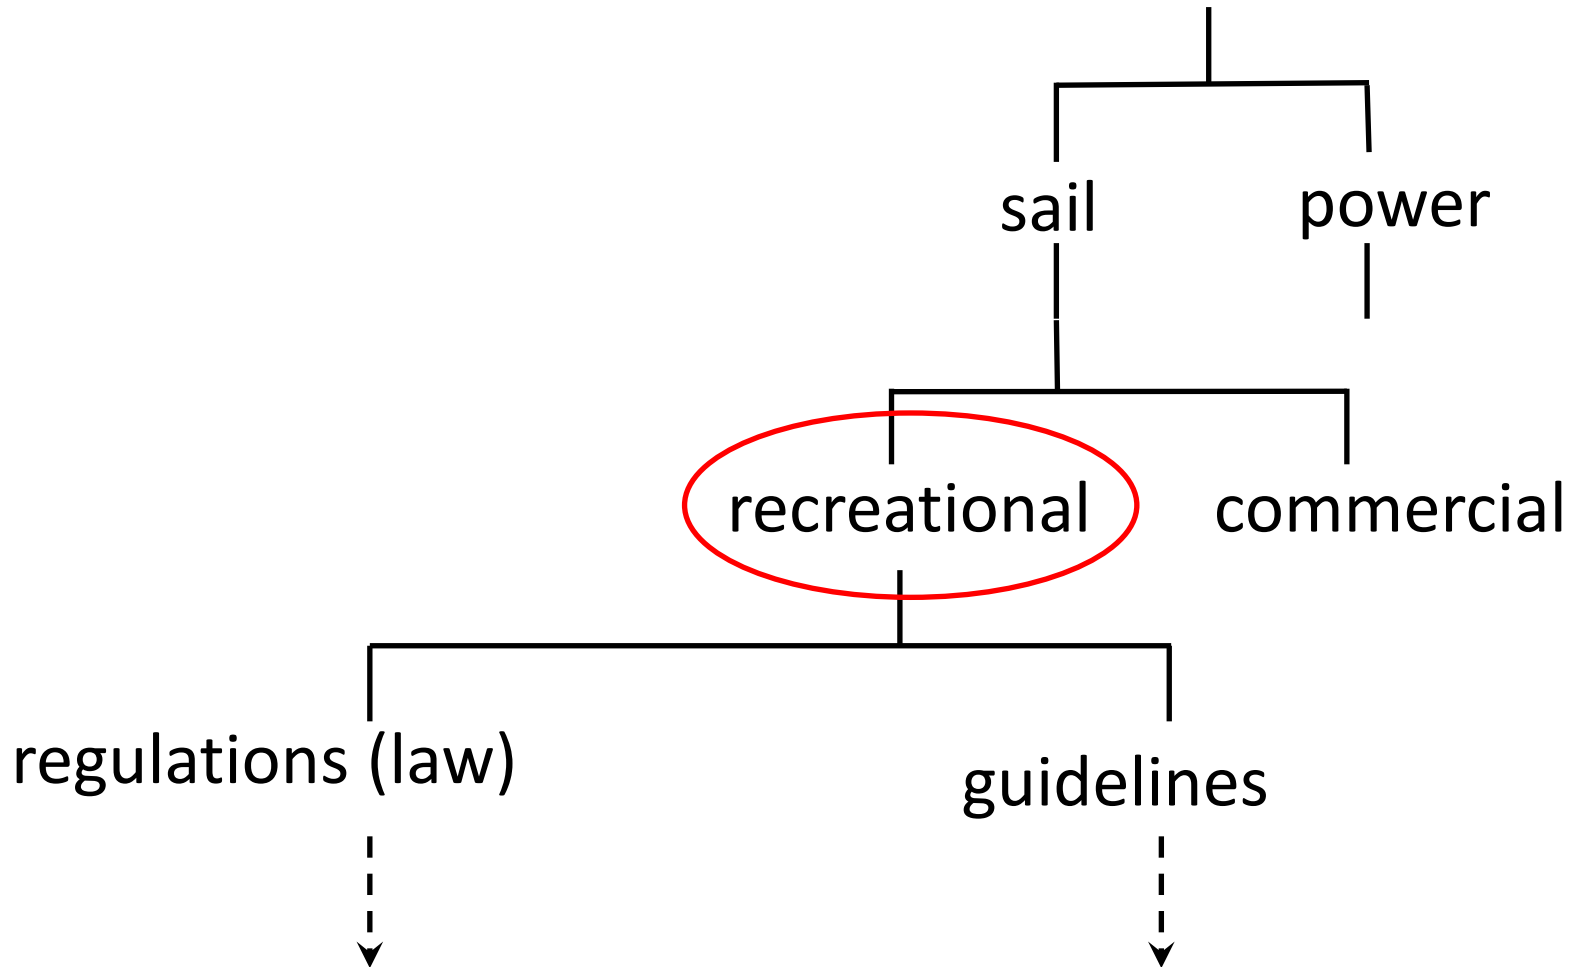 sail
power
recreational
commercial
regulations (law)
guidelines